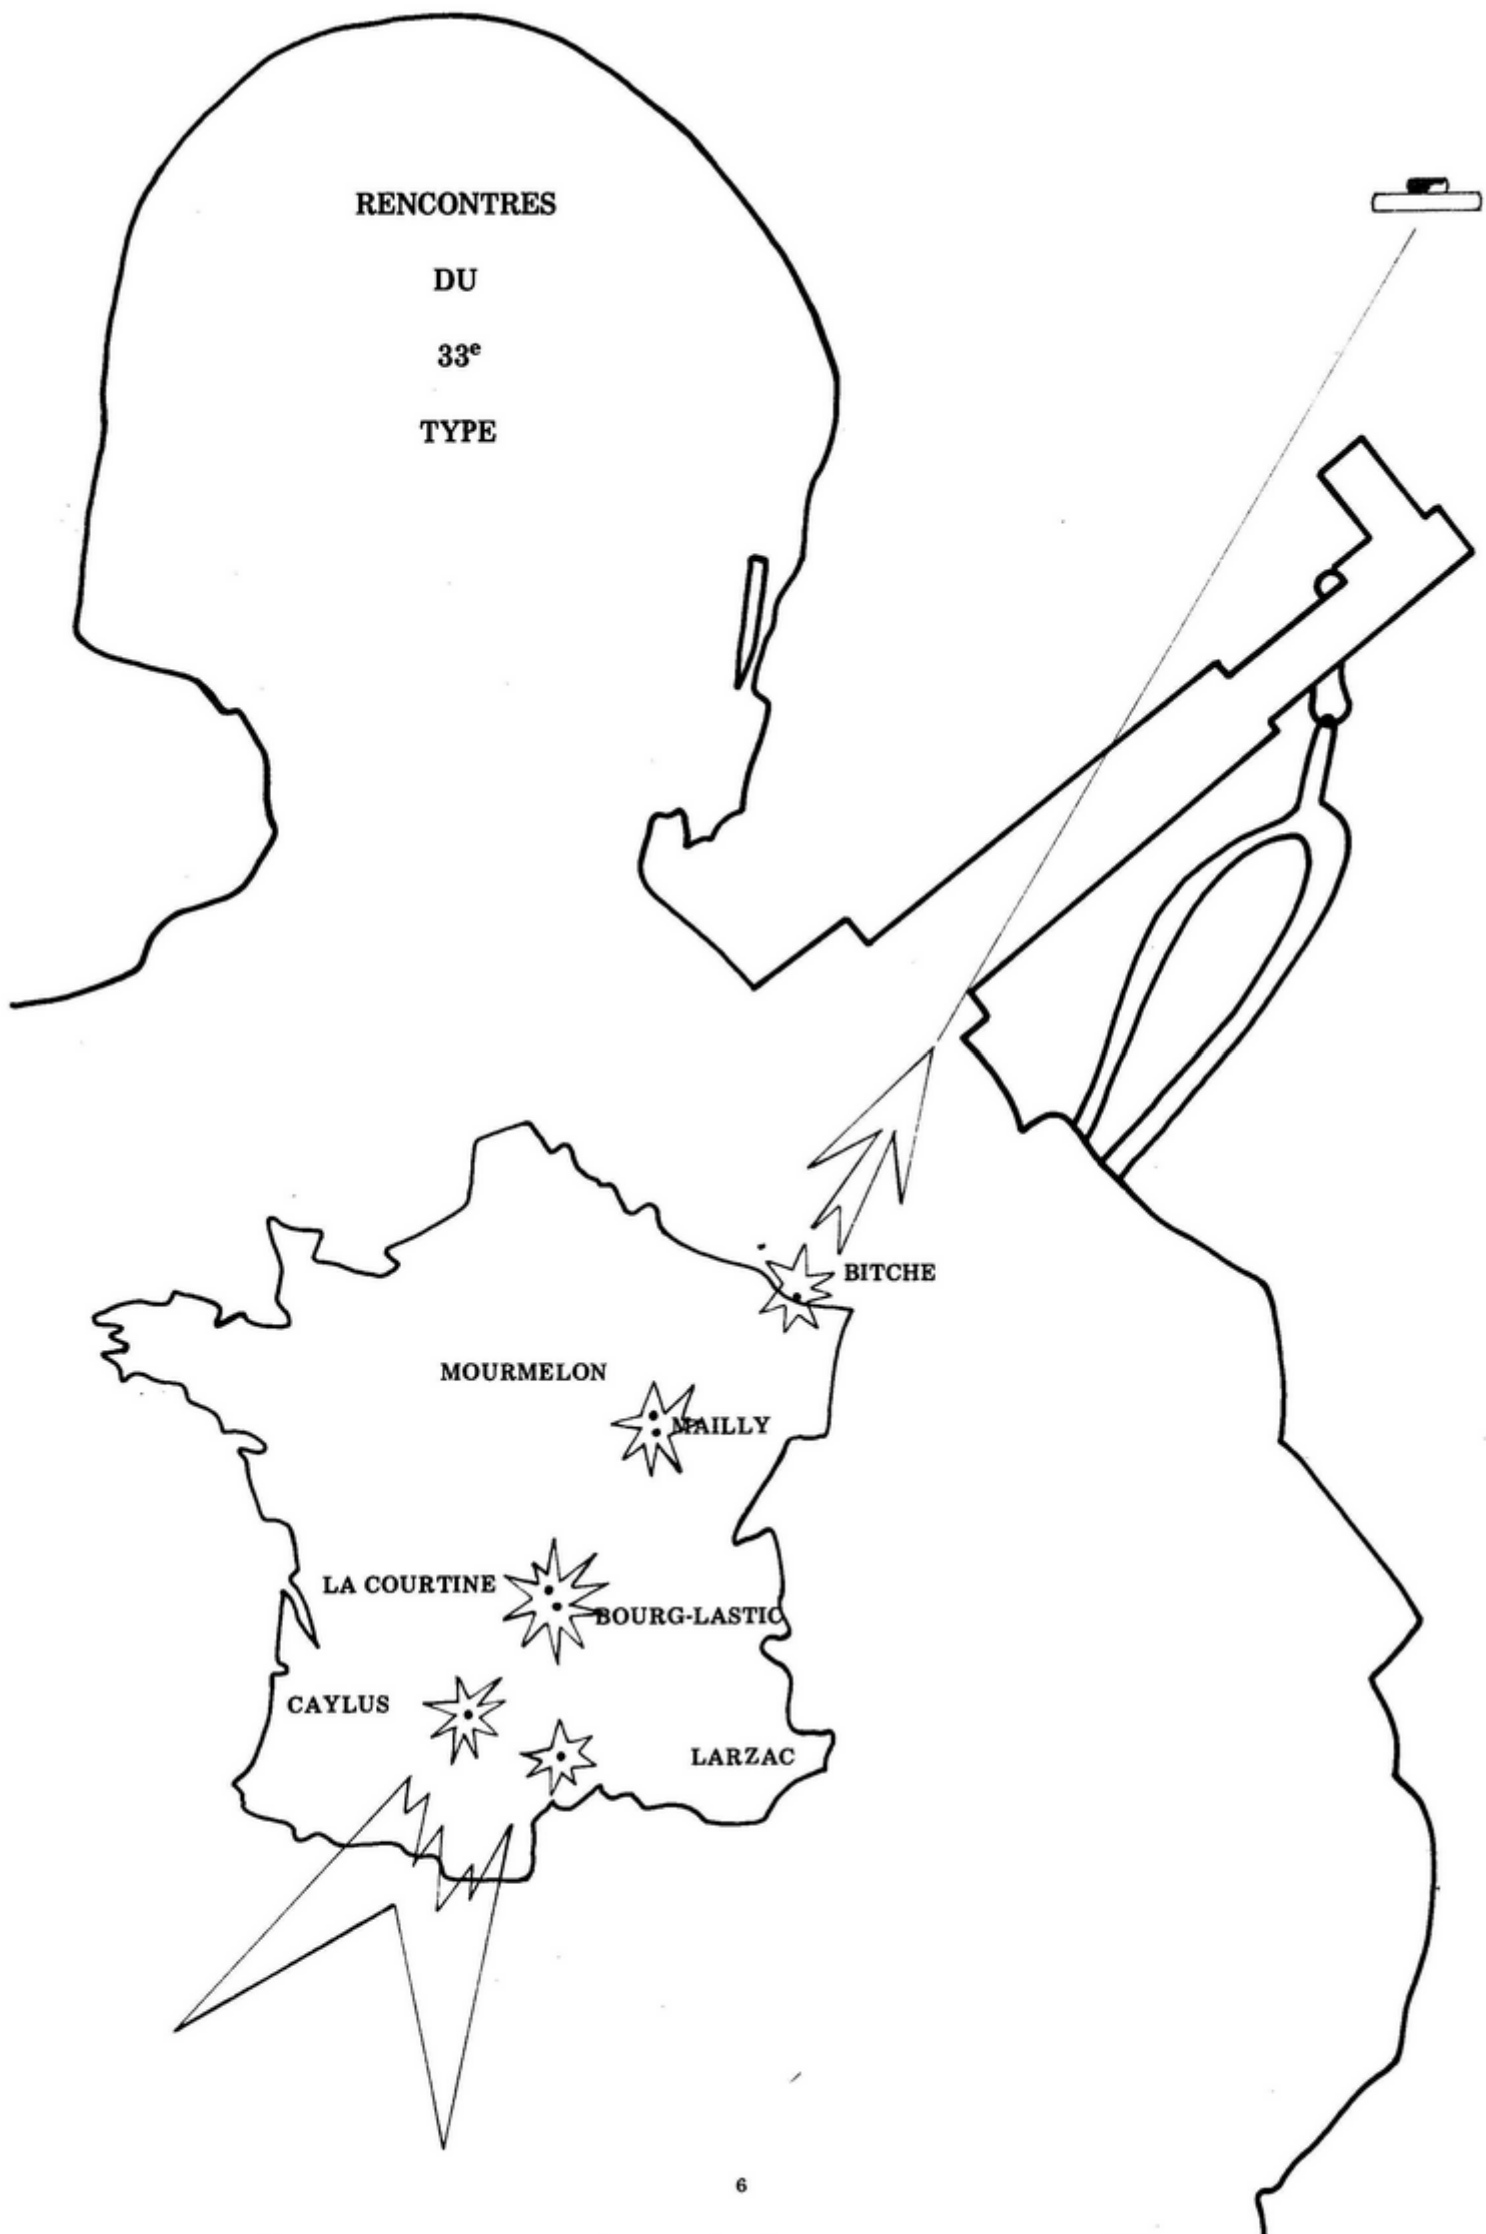 RENCONTRES
DU
33e
TYPE
BITCHE
MOURMELON
MAILLY
LA COURTINE
BOURG-LASTIC
CAYLUS
LARZAC
6